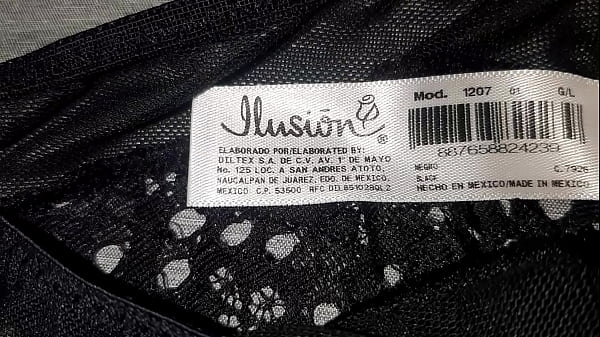 Ilusión ®
ELABORADO POR/ELABORATED BY:
DILTEX S.A. DE C.V. AV. 1° DE MAYO
No. 125 LOC. A SAN ANDRES ATOTO,
NAUCALPAN DE JUAREZ, EDO. DE MEXICO.
MEXICO C.P. 53500 RFC DIL851028QL2
Mod. 1207 01 G/L
887658824239
NEGRO G.7926
BLACK
HECHO EN MEXICO/MADE IN MEXICO